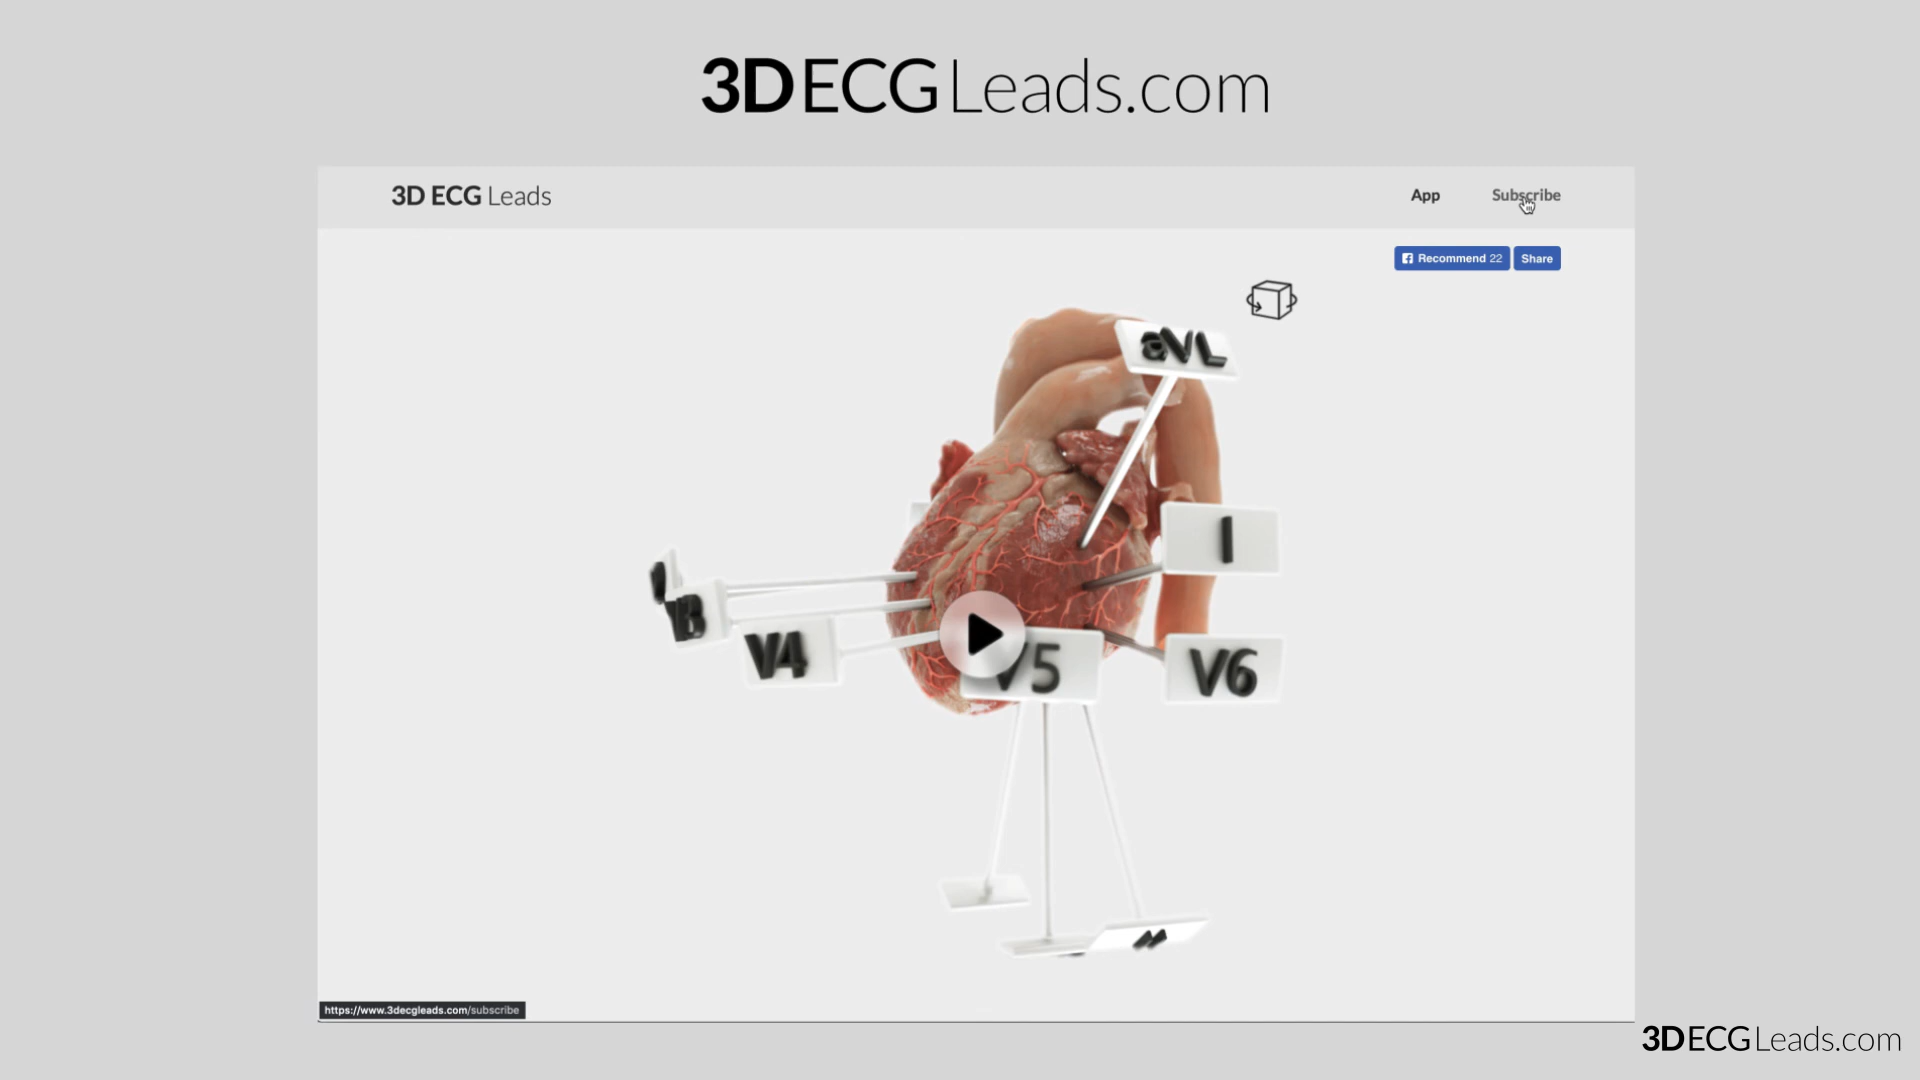 3DECGLeads.com
3D ECG Leads
App
Subscribe
Recommend 22
Share
aVL
I
V4
V5
V6
https://www.3decgleads.com/subscribe
3DECGLeads.com